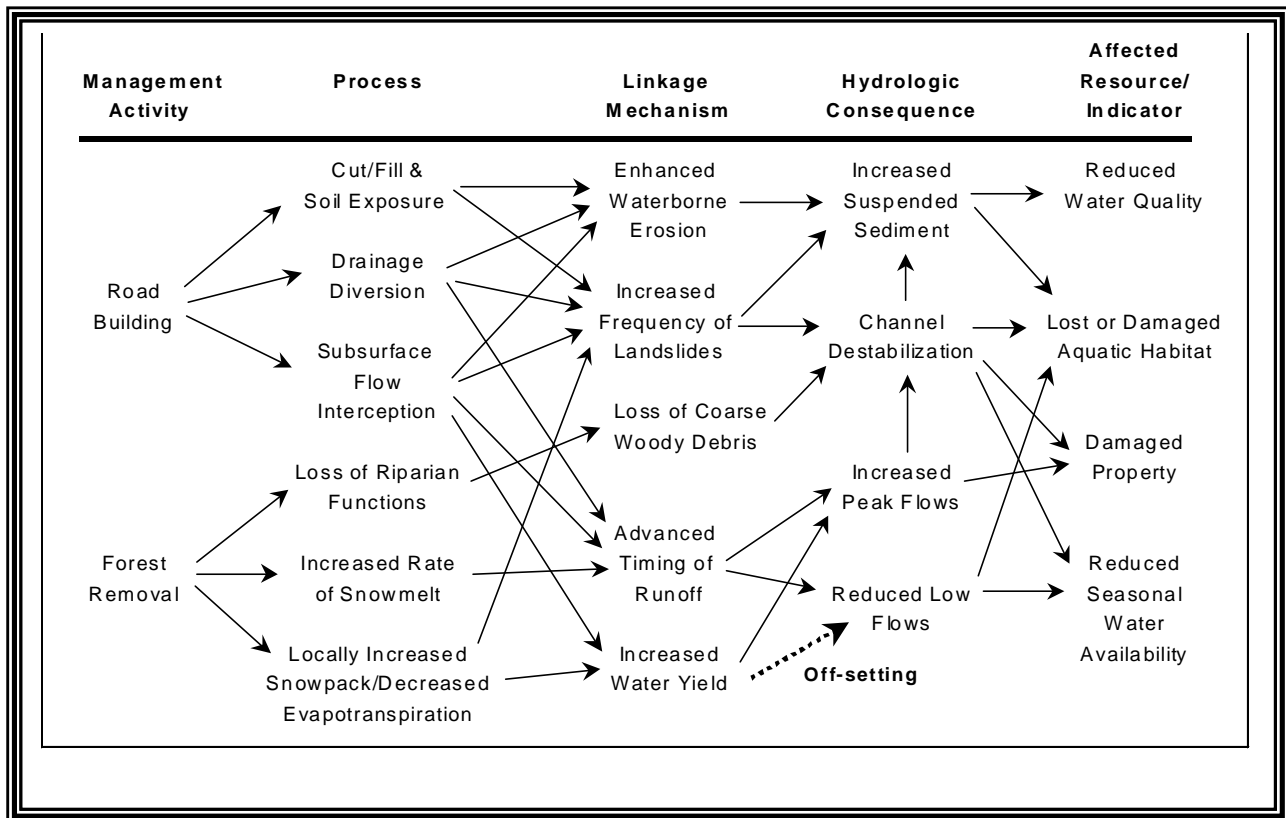 Management
Activity
Process
Linkage
Mechanism
Hydrologic
Consequence
Affected
Resource/
Indicator
Road
Building
Forest
Removal
Cut/Fill &
Soil Exposure
Drainage
Diversion
Subsurface
Flow
Interception
Loss of Riparian
Functions
Increased Rate
of Snowmelt
Locally Increased
Snowpack/Decreased
Evapotranspiration
Enhanced
Waterborne
Erosion
Increased
Frequency of
Landslides
Loss of Coarse
Woody Debris
Advanced
Timing of
Runoff
Increased
Water Yield
Increased
Suspended
Sediment
Channel
Destabilization
Increased
Peak Flows
Reduced Low
Flows
Off-setting
Reduced
Water Quality
Lost or Damaged
Aquatic Habitat
Damaged
Property
Reduced
Seasonal
Water
Availability